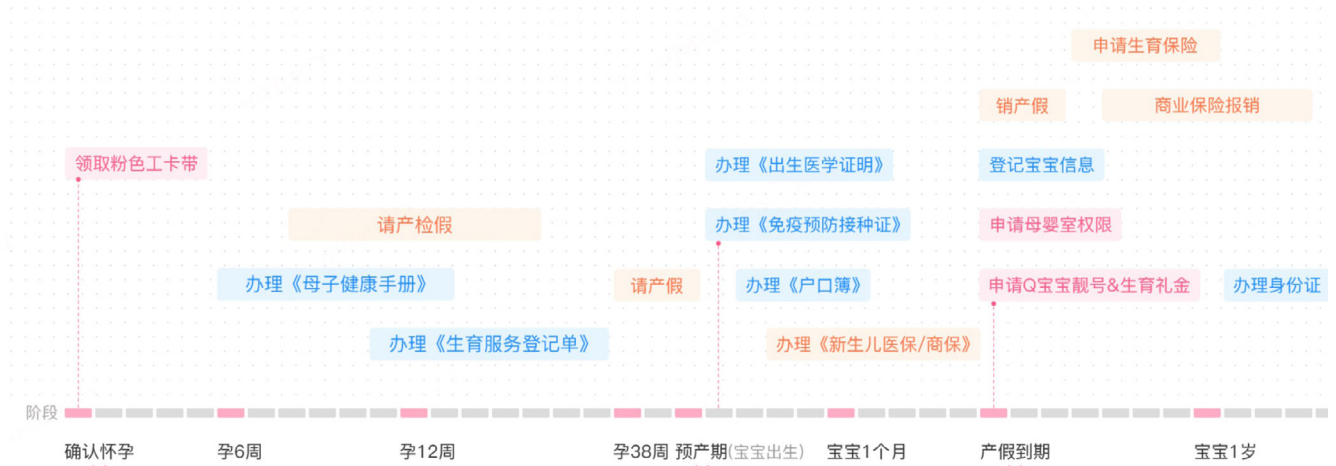 申请生育保险
销产假
商业保险报销
领取粉色工卡带
办理《出生医学证明》
登记宝宝信息
请产检假
办理《免疫预防接种证》
申请母婴室权限
办理《母子健康手册》
请产假
办理《户口簿》
申请Q宝宝靓号&生育礼金
办理身份证
办理《生育服务登记单》
办理《新生儿医保/商保》
阶段
确认怀孕
孕6周
孕12周
孕38周
预产期(宝宝出生)
宝宝1个月
产假到期
宝宝1岁